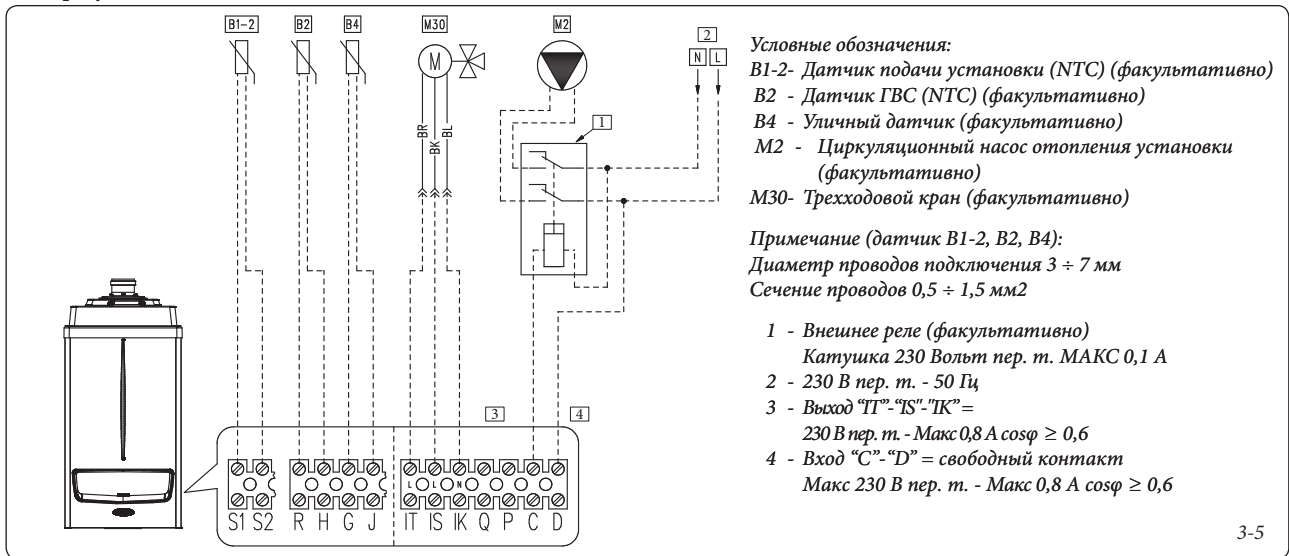 B1-2 B2 B4 M30 M2
2
N L
M
1
BR BK BL
3 4
L L N
S1 S2 R H G J IT IS IK Q P C D
Условные обозначения:
B1-2- Датчик подачи установки (NTC) (факультативно)
B2 - Датчик ГВС (NTC) (факультативно)
B4 - Уличный датчик (факультативно)
M2 - Циркуляционный насос отопления установки
(факультативно)
M30- Трехходовой кран (факультативно)
Примечание (датчик B1-2, B2, B4):
Диаметр проводов подключения 3 ÷ 7 мм
Сечение проводов 0,5 ÷ 1,5 мм2
1 - Внешнее реле (факультативно)
Катушка 230 Вольт пер. т. МАКС 0,1 А
2 - 230 В пер. т. - 50 Гц
3 - Выход “IT”-“IS"-"IK” =
230 В пер. т. - Макс 0,8 А cosφ ≥ 0,6
4 - Вход “C”-“D” = свободный контакт
Макс 230 В пер. т. - Макс 0,8 А cosφ ≥ 0,6
3-5